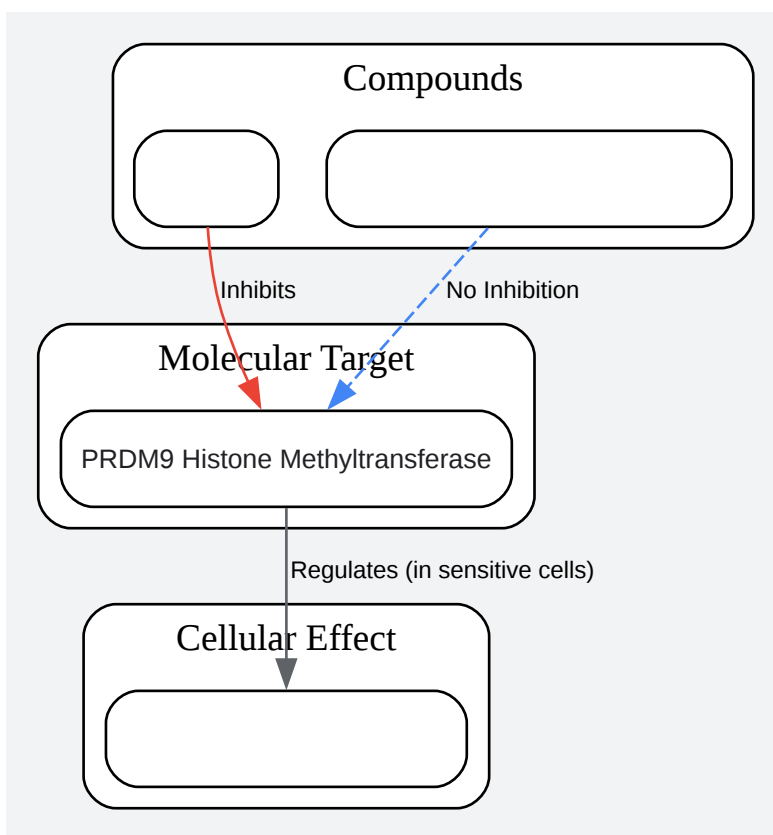 Compounds
Inhibits
No Inhibition
Molecular Target
PRDM9 Histone Methyltransferase
Regulates (in sensitive cells)
Cellular Effect